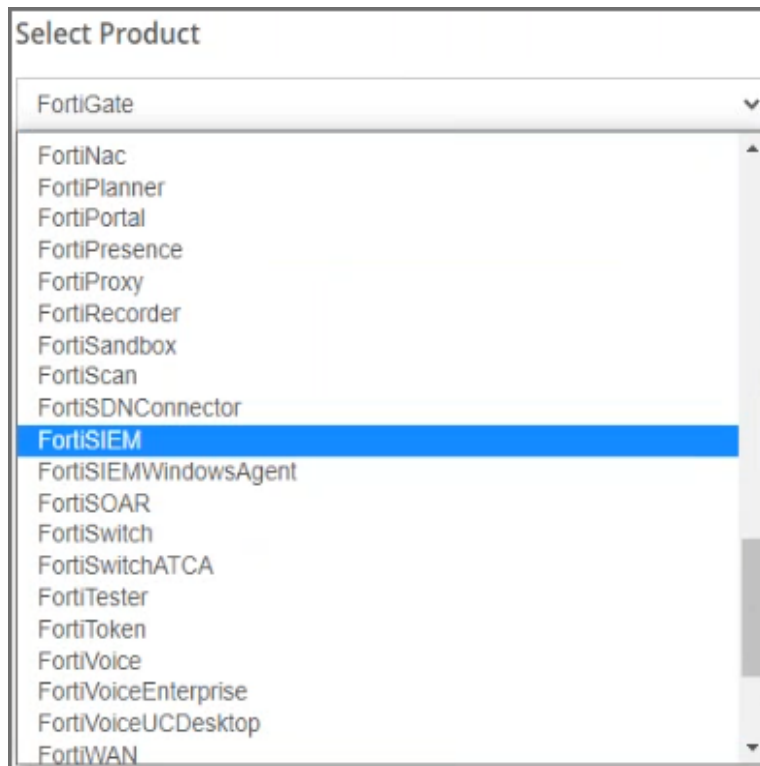 Select Product
FortiGate
FortiNac
FortiPlanner
FortiPortal
FortiPresence
FortiProxy
FortiRecorder
FortiSandbox
FortiScan
FortiSDNConnector
FortiSIEM
FortiSIEMWindowsAgent
FortiSOAR
FortiSwitch
FortiSwitchATCA
FortiTester
FortiToken
FortiVoice
FortiVoiceEnterprise
FortiVoiceUCDesktop
FortiWAN